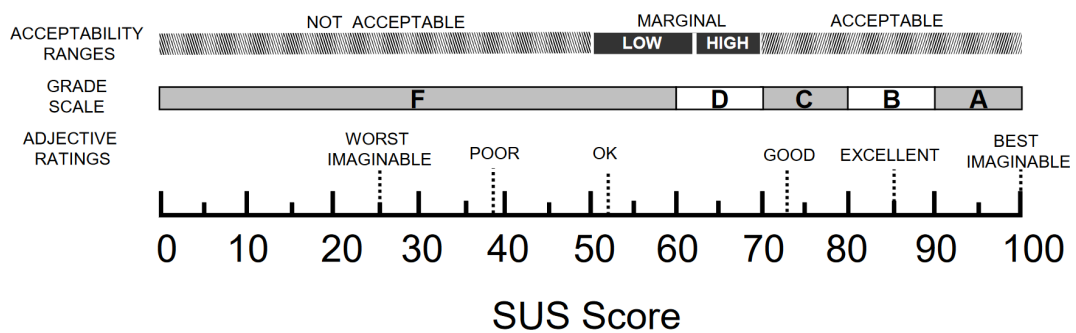 NOT ACCEPTABLE MARGINAL ACCEPTABLE
ACCEPTABILITY
RANGES
LOW HIGH
GRADE
SCALE
F D C B A
ADJECTIVE
RATINGS
WORST
IMAGINABLE
POOR
OK
GOOD
EXCELLENT
BEST
IMAGINABLE
0 10 20 30 40 50 60 70 80 90 100
SUS Score